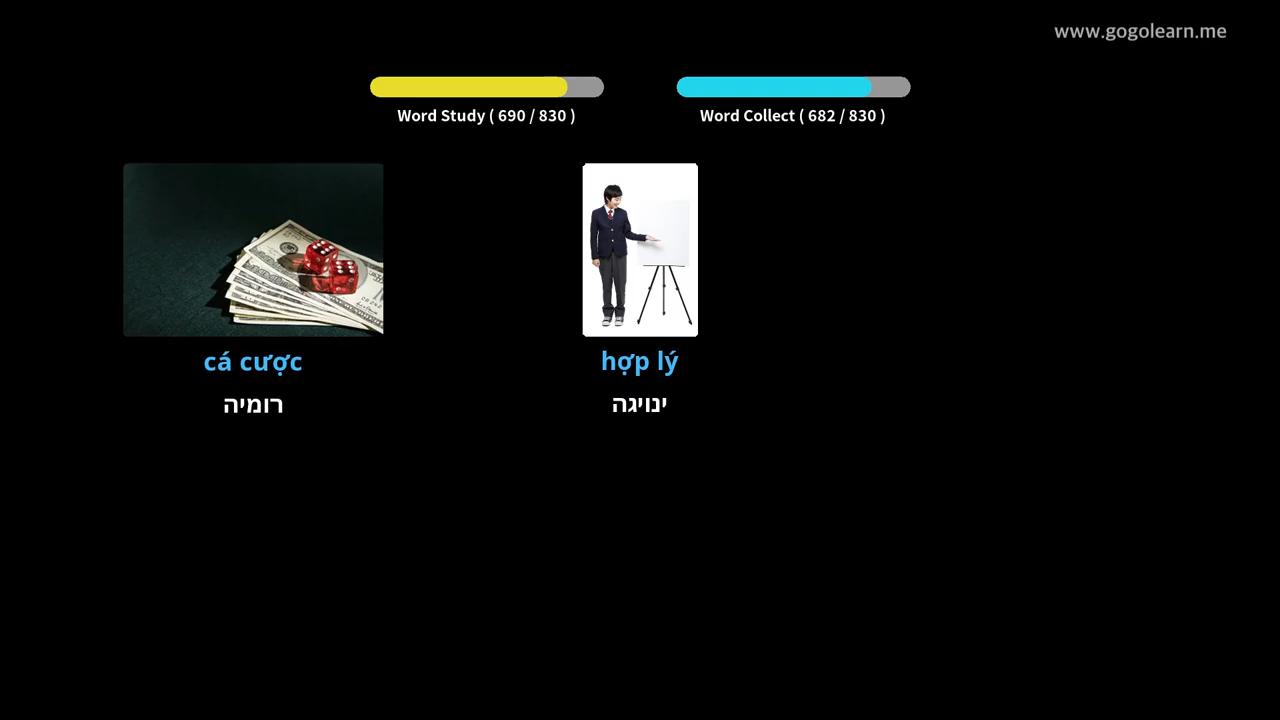 www.gogolearn.me
Word Study ( 690 / 830 )
Word Collect ( 682 / 830 )
cá cược
hợp lý
רומיה
ינויגה